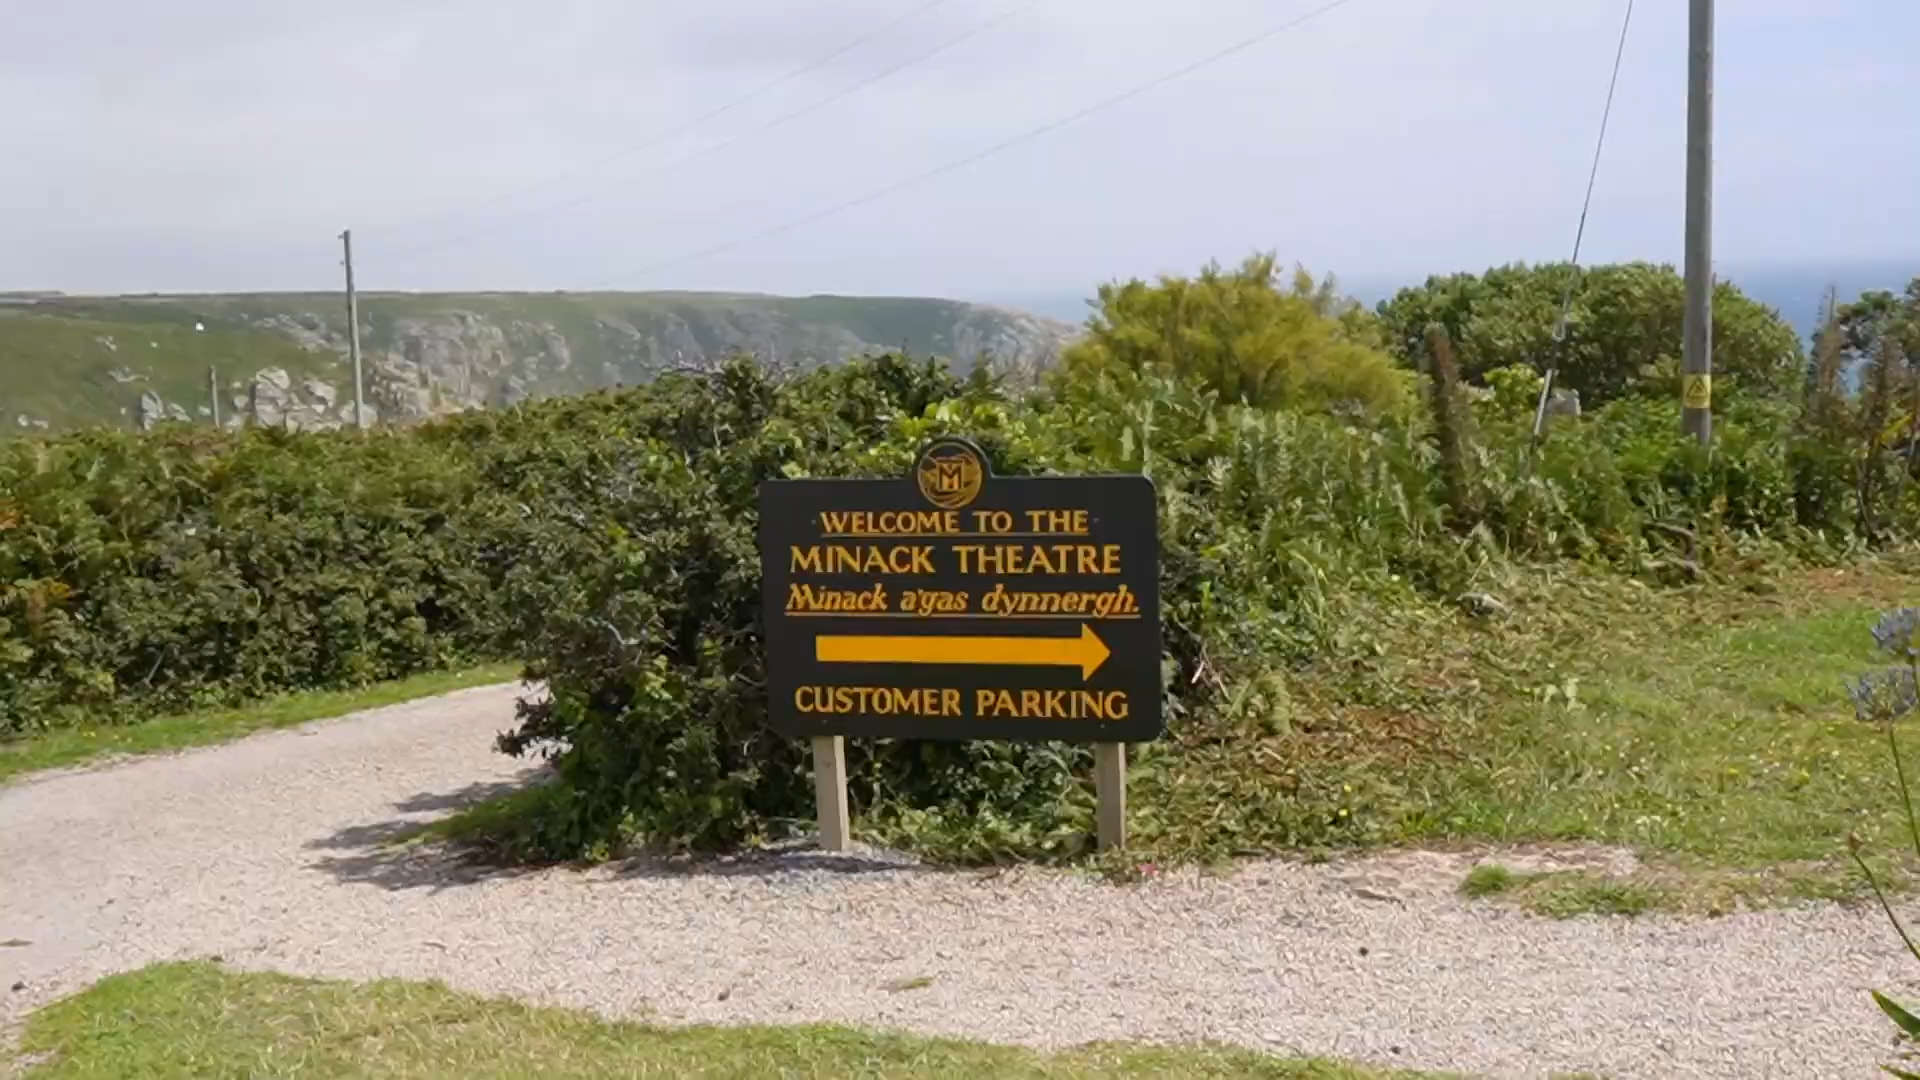 M
WELCOME TO THE
MINACK THEATRE
Minack a'gas dynnergh.
CUSTOMER PARKING